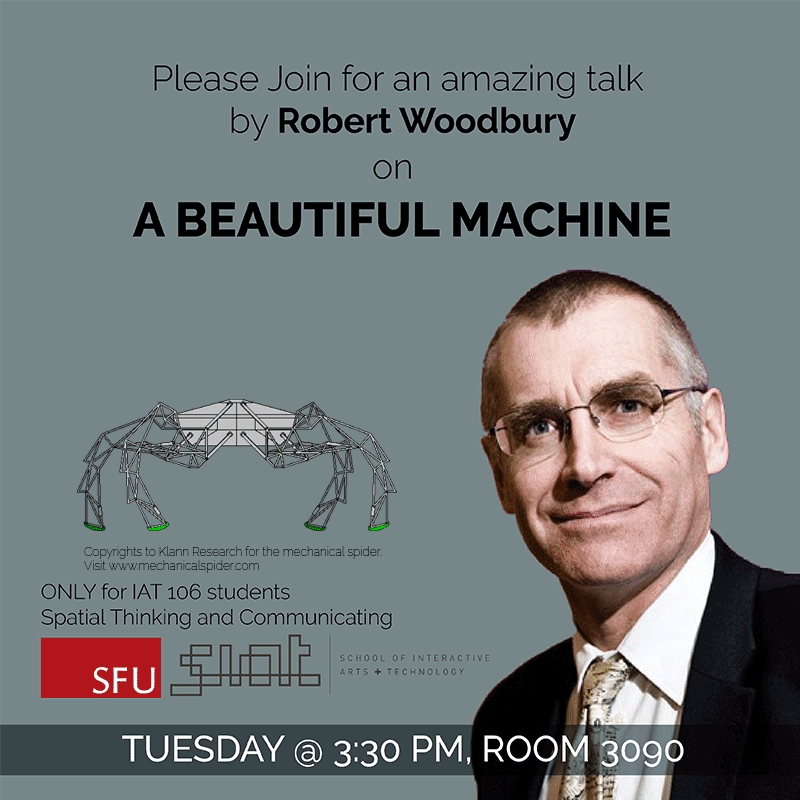 Please Join for an amazing talk
by Robert Woodbury
on
A BEAUTIFUL MACHINE
Copyrights to Klann Research for the mechanical spider.
Visit www.mechanicalspider.com
ONLY for IAT 106 students
Spatial Thinking and Communicating
SFU siat SCHOOL OF INTERACTIVE
ARTS + TECHNOLOGY
TUESDAY @ 3:30 PM, ROOM 3090